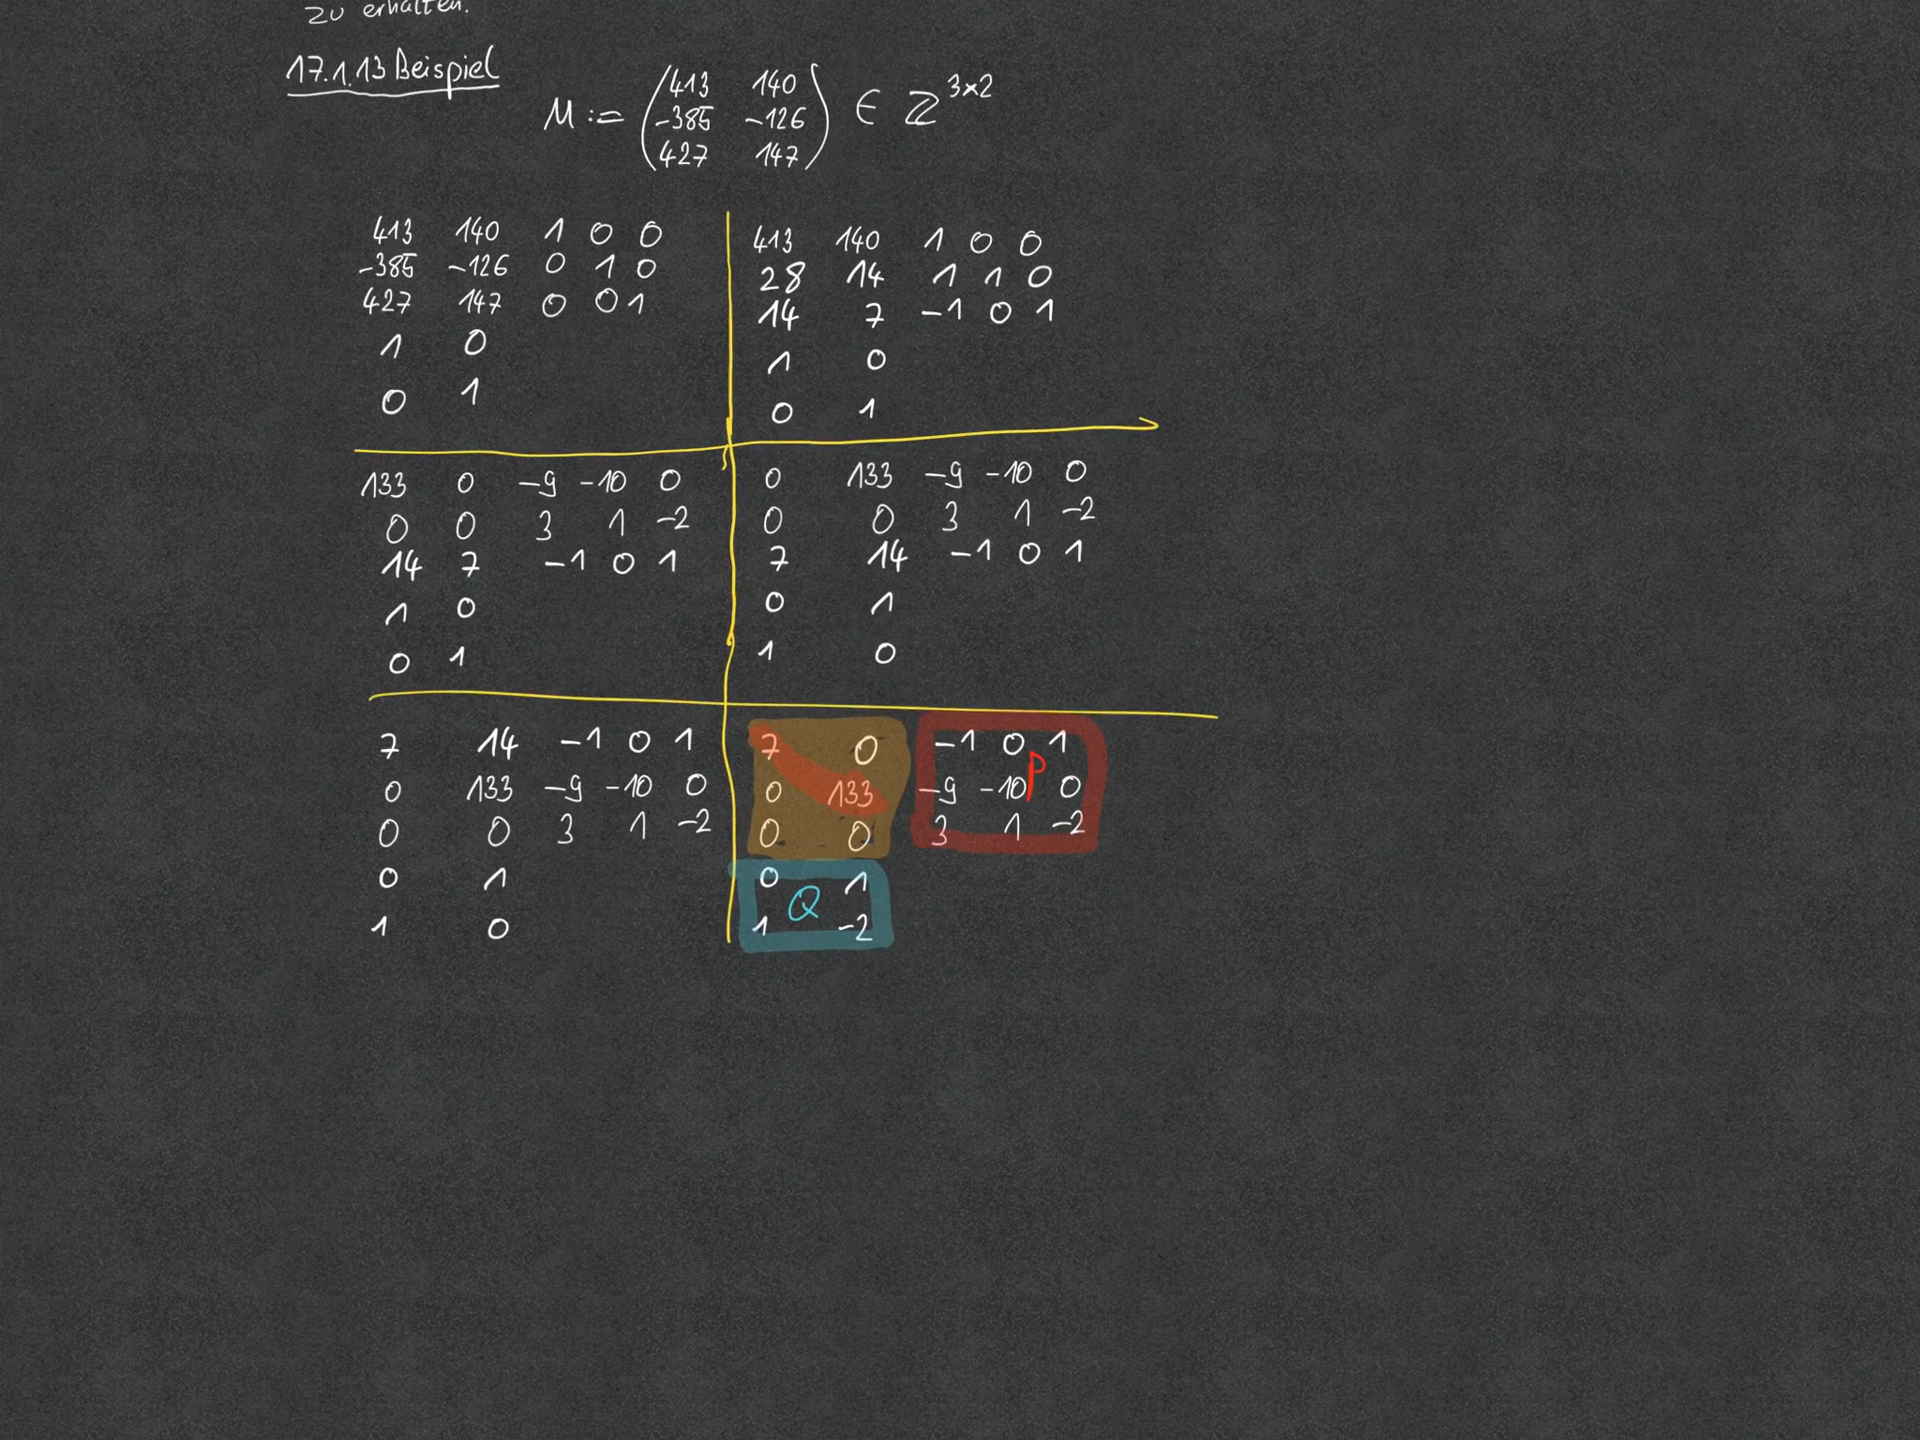 zu erhalten.
17.1.13 Beispiel
M := (413 140
-385 -126
427 147) ∈ ℤ^{3×2}
413 140 1 0 0
-385 -126 0 1 0
427 147 0 0 1
1 0
0 1
413 140 1 0 0
28 14 1 1 0
14 7 -1 0 1
1 0
0 1
133 0 -9 -10 0
0 0 3 1 -2
14 7 -1 0 1
1 0
0 1
0 133 -9 -10 0
0 0 3 1 -2
7 14 -1 0 1
0 1
1 0
7 14 -1 0 1
0 133 -9 -10 0
0 0 3 1 -2
0 1
1 0
7 0 -1 0 1
P
0 133 -9 -10 0
0 0 3 1 -2
0 1
Q
1 -2